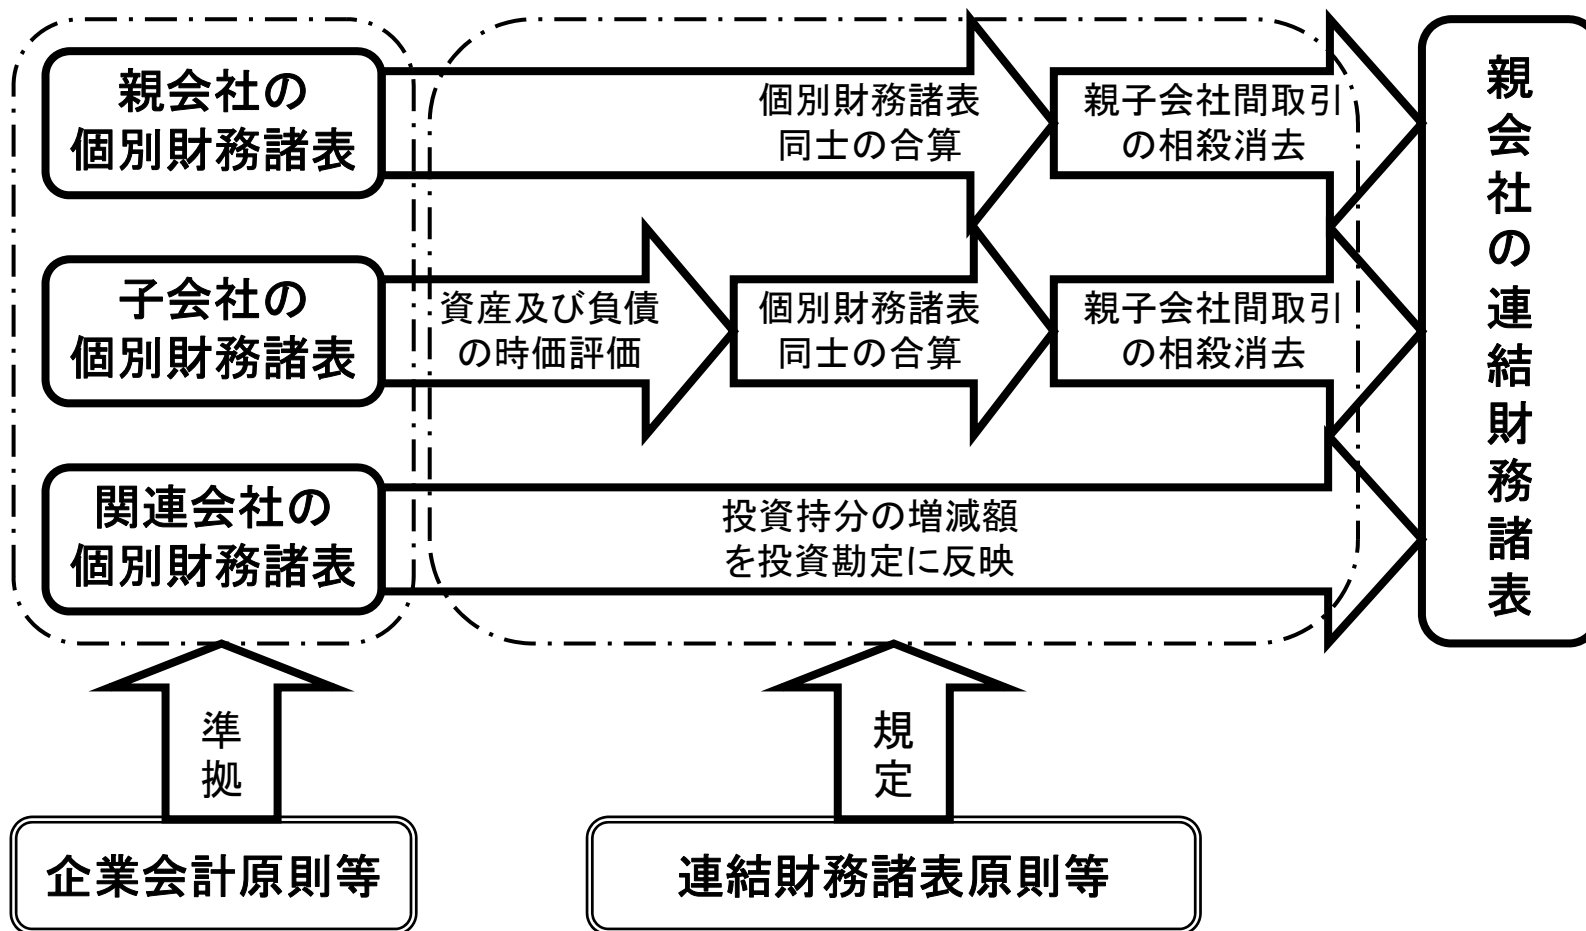 親会社の
個別財務諸表
個別財務諸表
同士の合算
親子会社間取引
の相殺消去
子会社の
個別財務諸表
資産及び負債
の時価評価
個別財務諸表
同士の合算
親子会社間取引
の相殺消去
関連会社の
個別財務諸表
投資持分の増減額
を投資勘定に反映
親会社の連結財務諸表
準拠
規定
企業会計原則等
連結財務諸表原則等